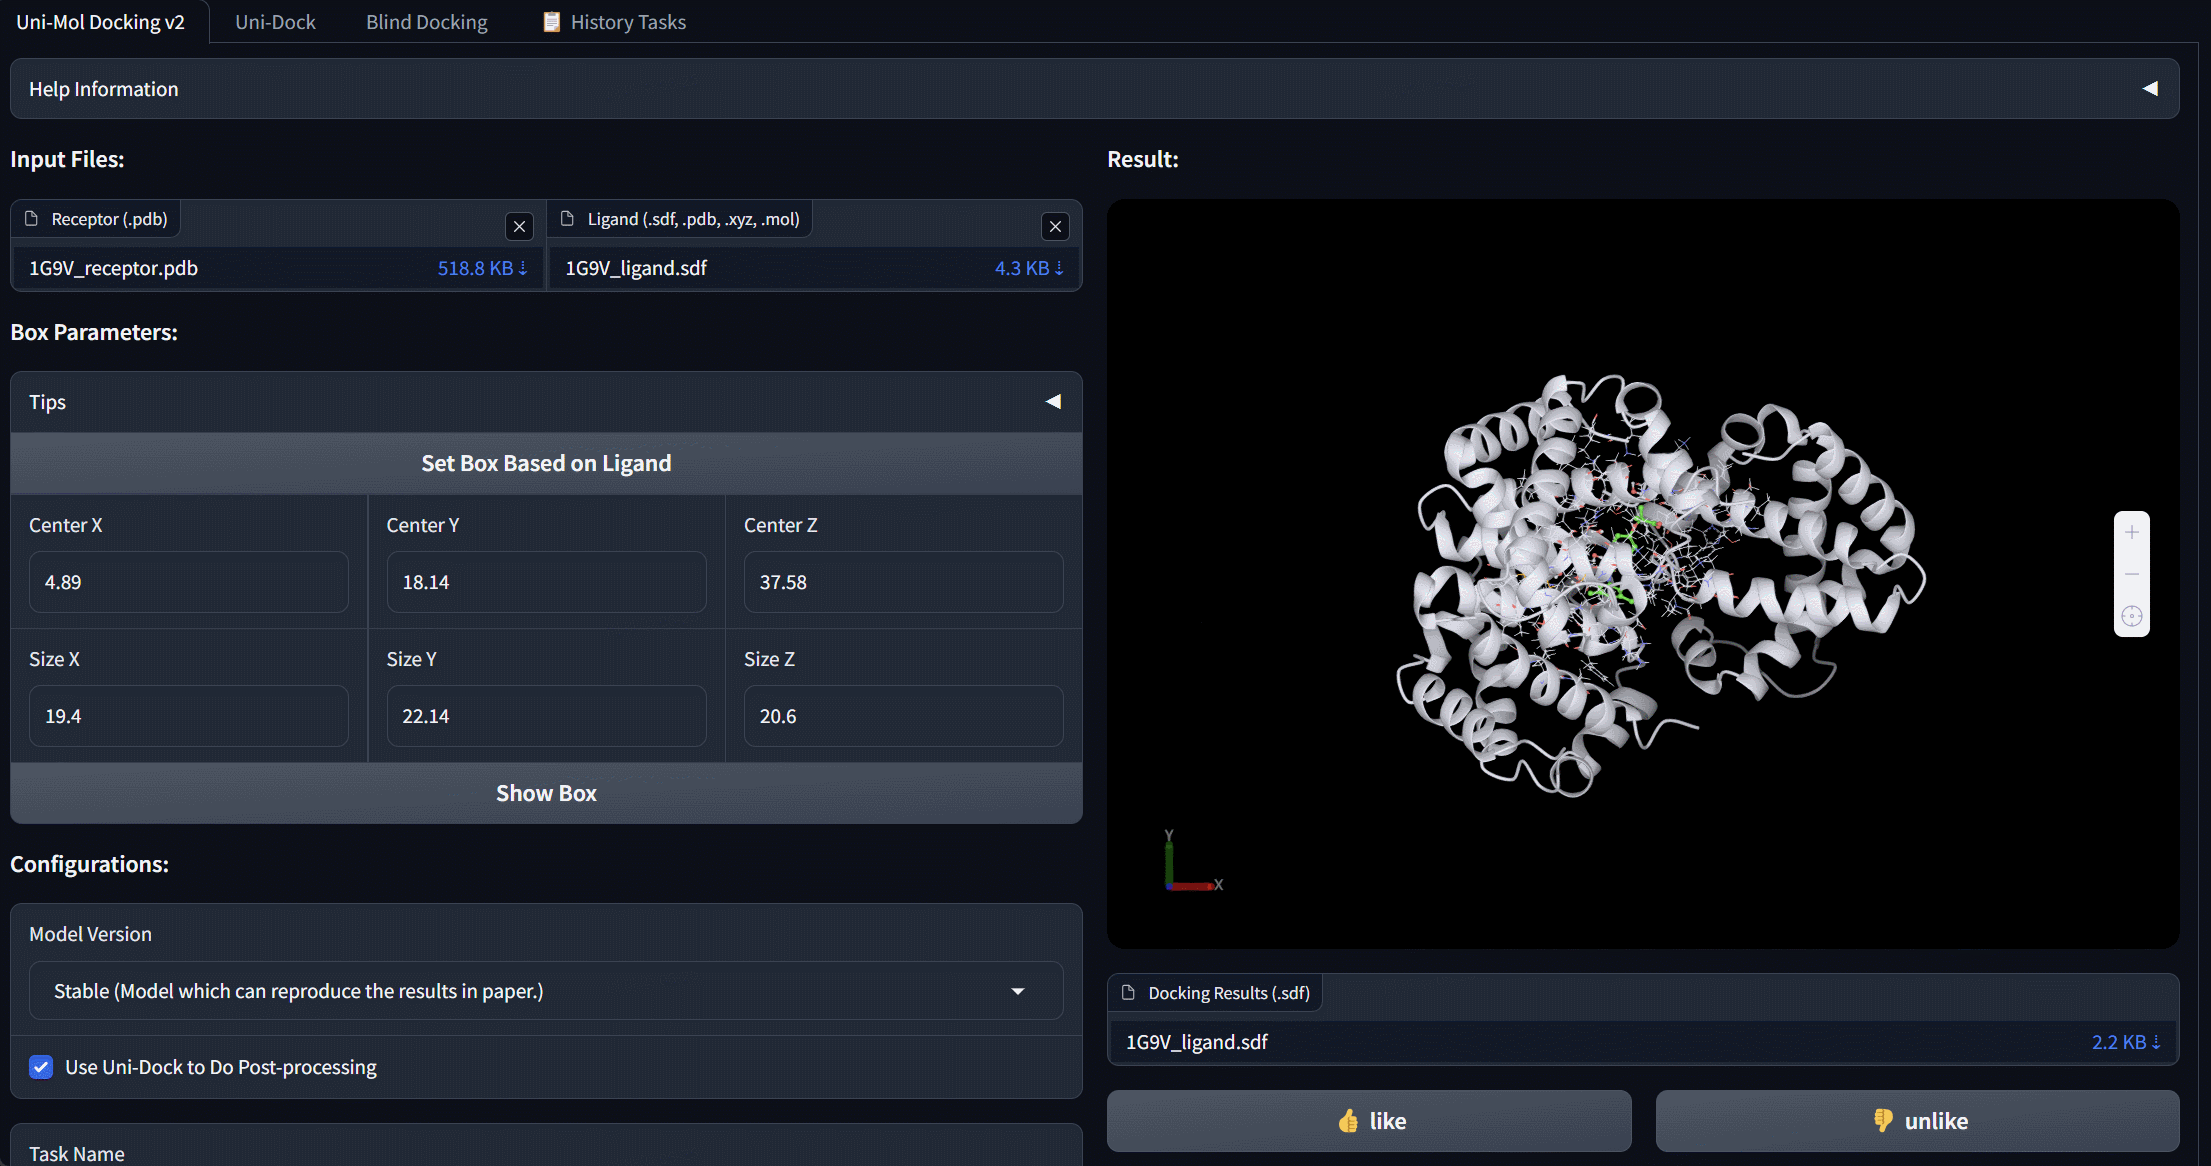 Uni-Mol Docking v2 Uni-Dock Blind Docking History Tasks
Help Information
Input Files:
Receptor (.pdb)
1G9V_receptor.pdb 518.8 KB ↓
Ligand (.sdf, .pdb, .xyz, .mol)
1G9V_ligand.sdf 4.3 KB ↓
Box Parameters:
Tips
Set Box Based on Ligand
Center X Center Y Center Z
4.89 18.14 37.58
Size X Size Y Size Z
19.4 22.14 20.6
Show Box
Configurations:
Model Version
Stable (Model which can reproduce the results in paper.)
Use Uni-Dock to Do Post-processing
Task Name
Result:
Y
X
Docking Results (.sdf)
1G9V_ligand.sdf 2.2 KB ↓
like unlike